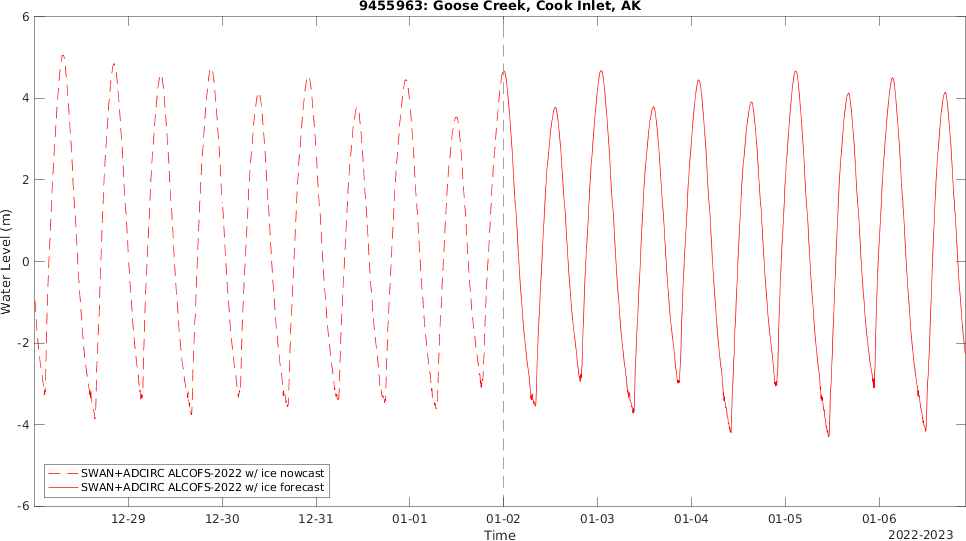 9455963: Goose Creek, Cook Inlet, AK
Water Level (m)
6
4
2
0
-2
-4
-6
SWAN+ADCIRC ALCOFS-2022 w/ ice nowcast
SWAN+ADCIRC ALCOFS-2022 w/ ice forecast
12-29 12-30 12-31 01-01 01-02 01-03 01-04 01-05 01-06
Time
2022-2023